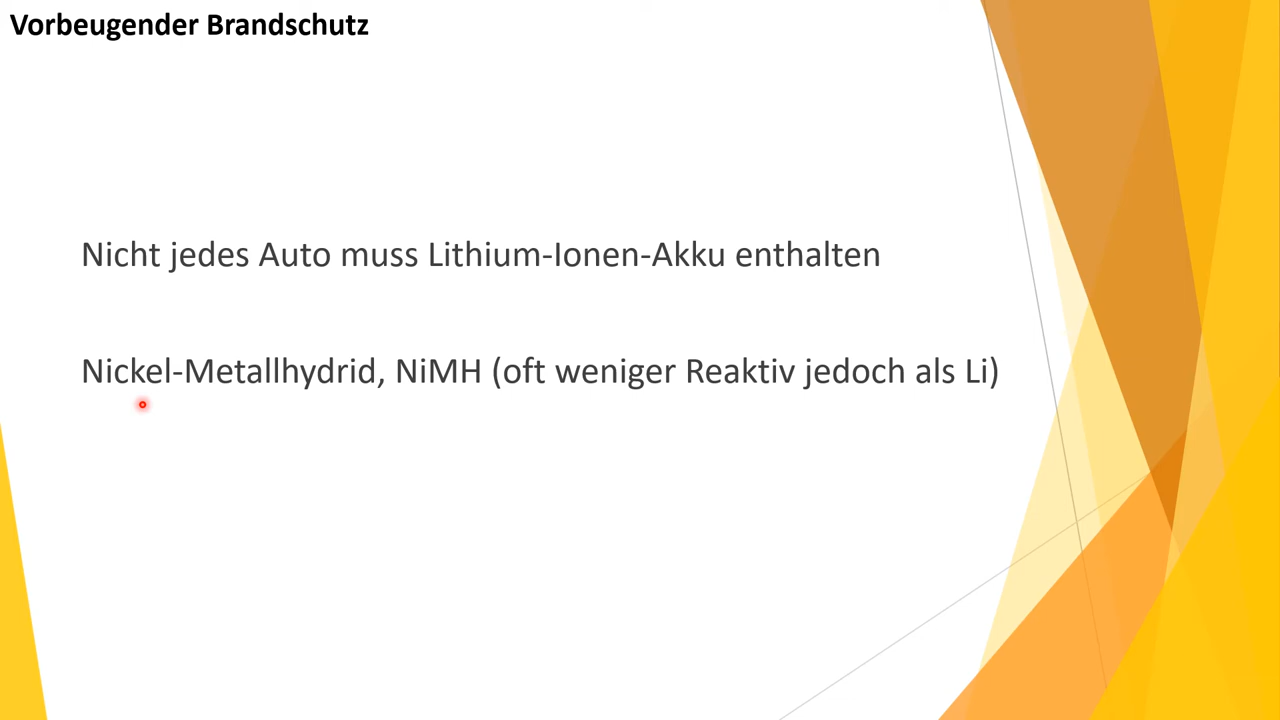 Vorbeugender Brandschutz
Nicht jedes Auto muss Lithium-Ionen-Akku enthalten
Nickel-Metallhydrid, NiMH (oft weniger Reaktiv jedoch als Li)